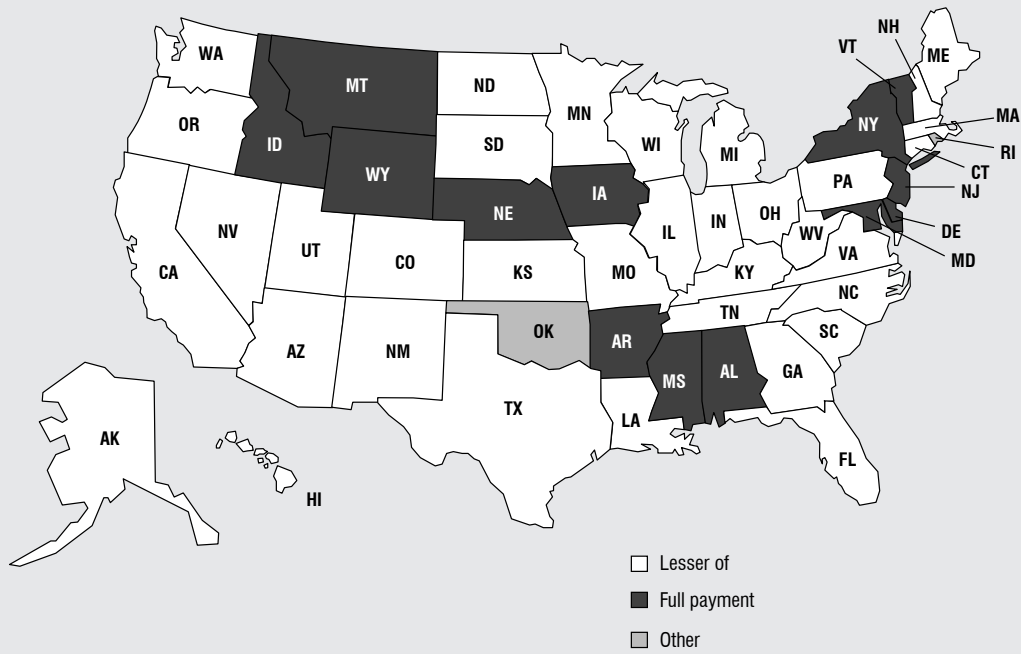 NH
VT
ME
WA
MT
ND
MN
OR
ID
SD
WI
NY
MA
MI
RI
WY
CT
PA
NJ
IA
NE
OH
IN
IL
DE
NV
WV
UT
VA
MD
CO
CA
KS
MO
KY
NC
TN
OK
SC
AZ
NM
AR
MS
AL
GA
TX
LA
AK
FL
HI
Lesser of
Full payment
Other